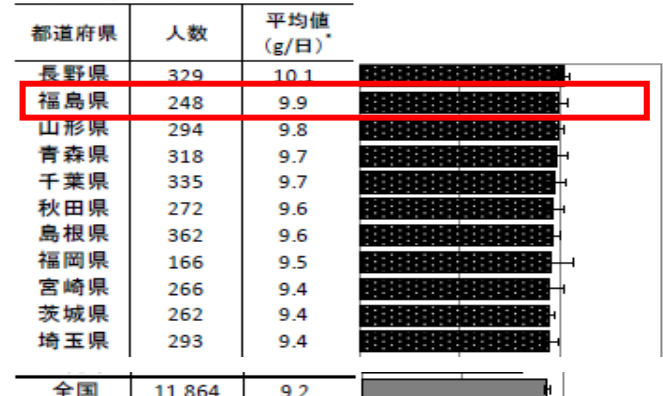 都道府県 人数 平均値
(g/日)*
長野県 329 10.1
福島県 248 9.9
山形県 294 9.8
青森県 318 9.7
千葉県 335 9.7
秋田県 272 9.6
島根県 362 9.6
福岡県 166 9.5
宮崎県 266 9.4
茨城県 262 9.4
埼玉県 293 9.4
全国 11,864 9.2